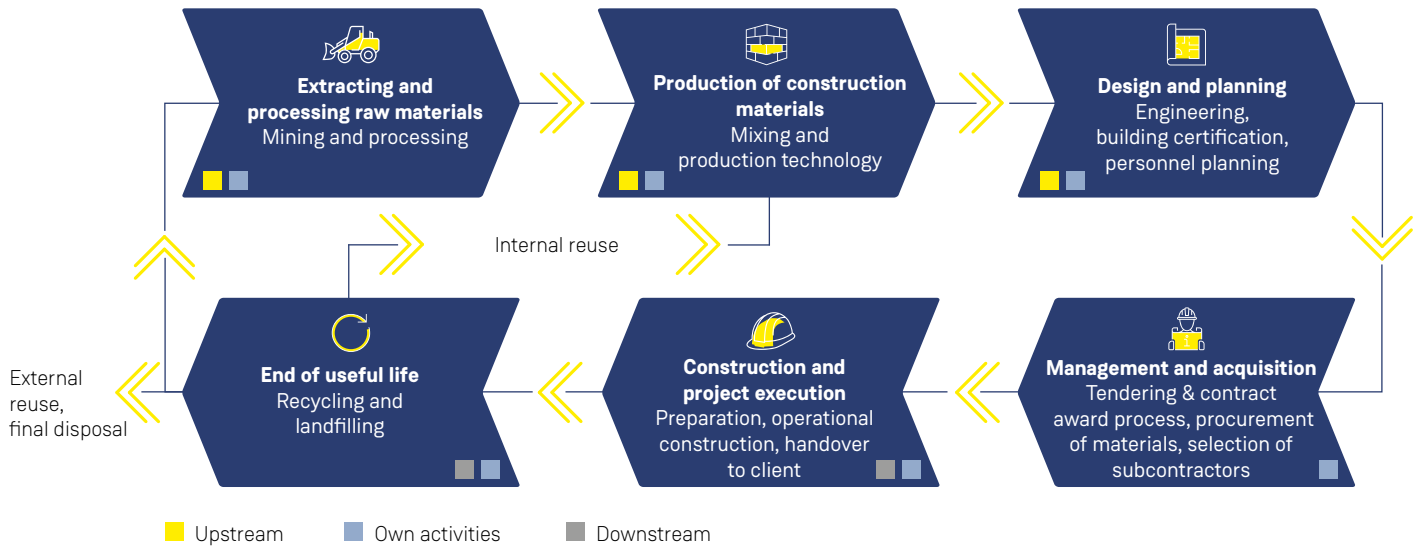 Extracting and
processing raw materials
Mining and processing
Production of construction
materials
Mixing and
production technology
Design and planning
Engineering,
building certification,
personnel planning
Internal reuse
External
reuse,
final disposal
End of useful life
Recycling and
landfilling
Construction and
project execution
Preparation, operational
construction, handover
to client
Management and acquisition
Tendering & contract
award process, procurement
of materials, selection of
subcontractors
Upstream
Own activities
Downstream